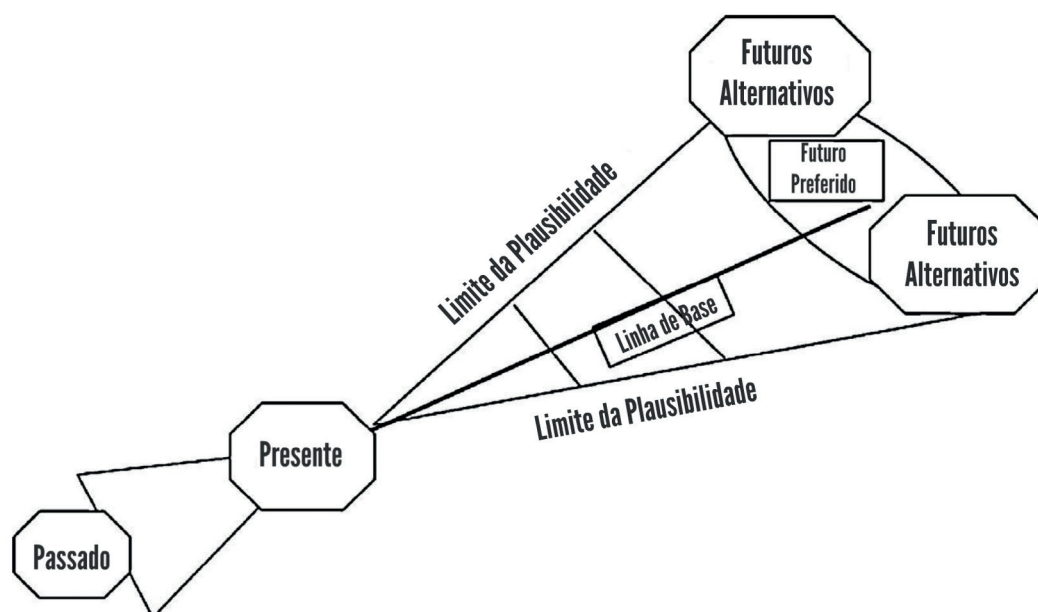 Futuros
Alternativos
Futuro
Preferido
Limite da Plausibilidade
Futuros
Alternativos
Linha de Base
Limite da Plausibilidade
Presente
Passado